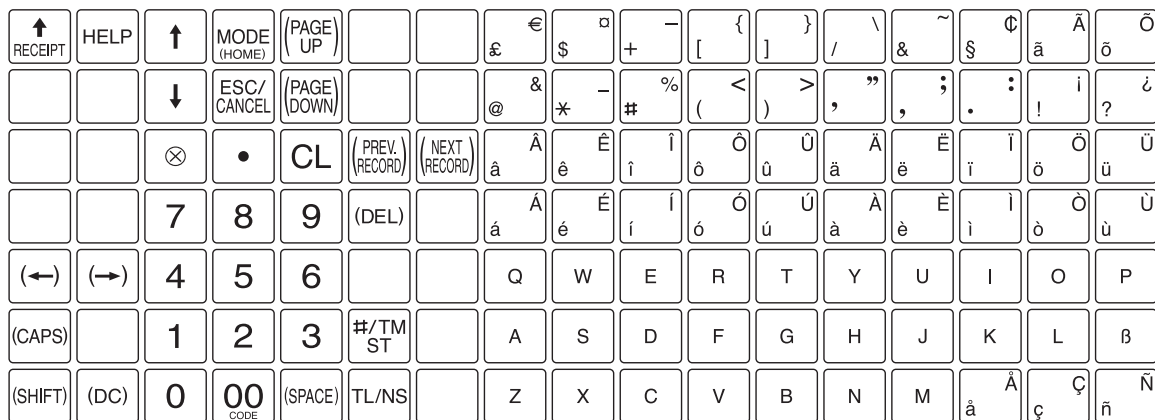 ↑ RECEIPT HELP ↑ MODE (HOME) (PAGE UP) £ € $ ¤ + – [ { ] } / \ & ~ § ₵ ã Ã õ Õ
↓ ESC/CANCEL (PAGE DOWN) @ & * – # % ( < ) > ’ ” , ; . : ! ¡ ? ¿
⊗ • CL (PREV. RECORD) (NEXT RECORD) â Â ê Ê î Î ô Ô û Û ä Ä ë Ë ï Ï ö Ö ü Ü
7 8 9 (DEL) á Á é É í Í ó Ó ú Ú à À è È ì Ì ò Ò ù Ù
(←) (→) 4 5 6 Q W E R T Y U I O P
(CAPS) 1 2 3 #/TM ST A S D F G H J K L ß
(SHIFT) (DC) 0 00 CODE (SPACE) TL/NS Z X C V B N M å Å ç Ç ñ Ñ